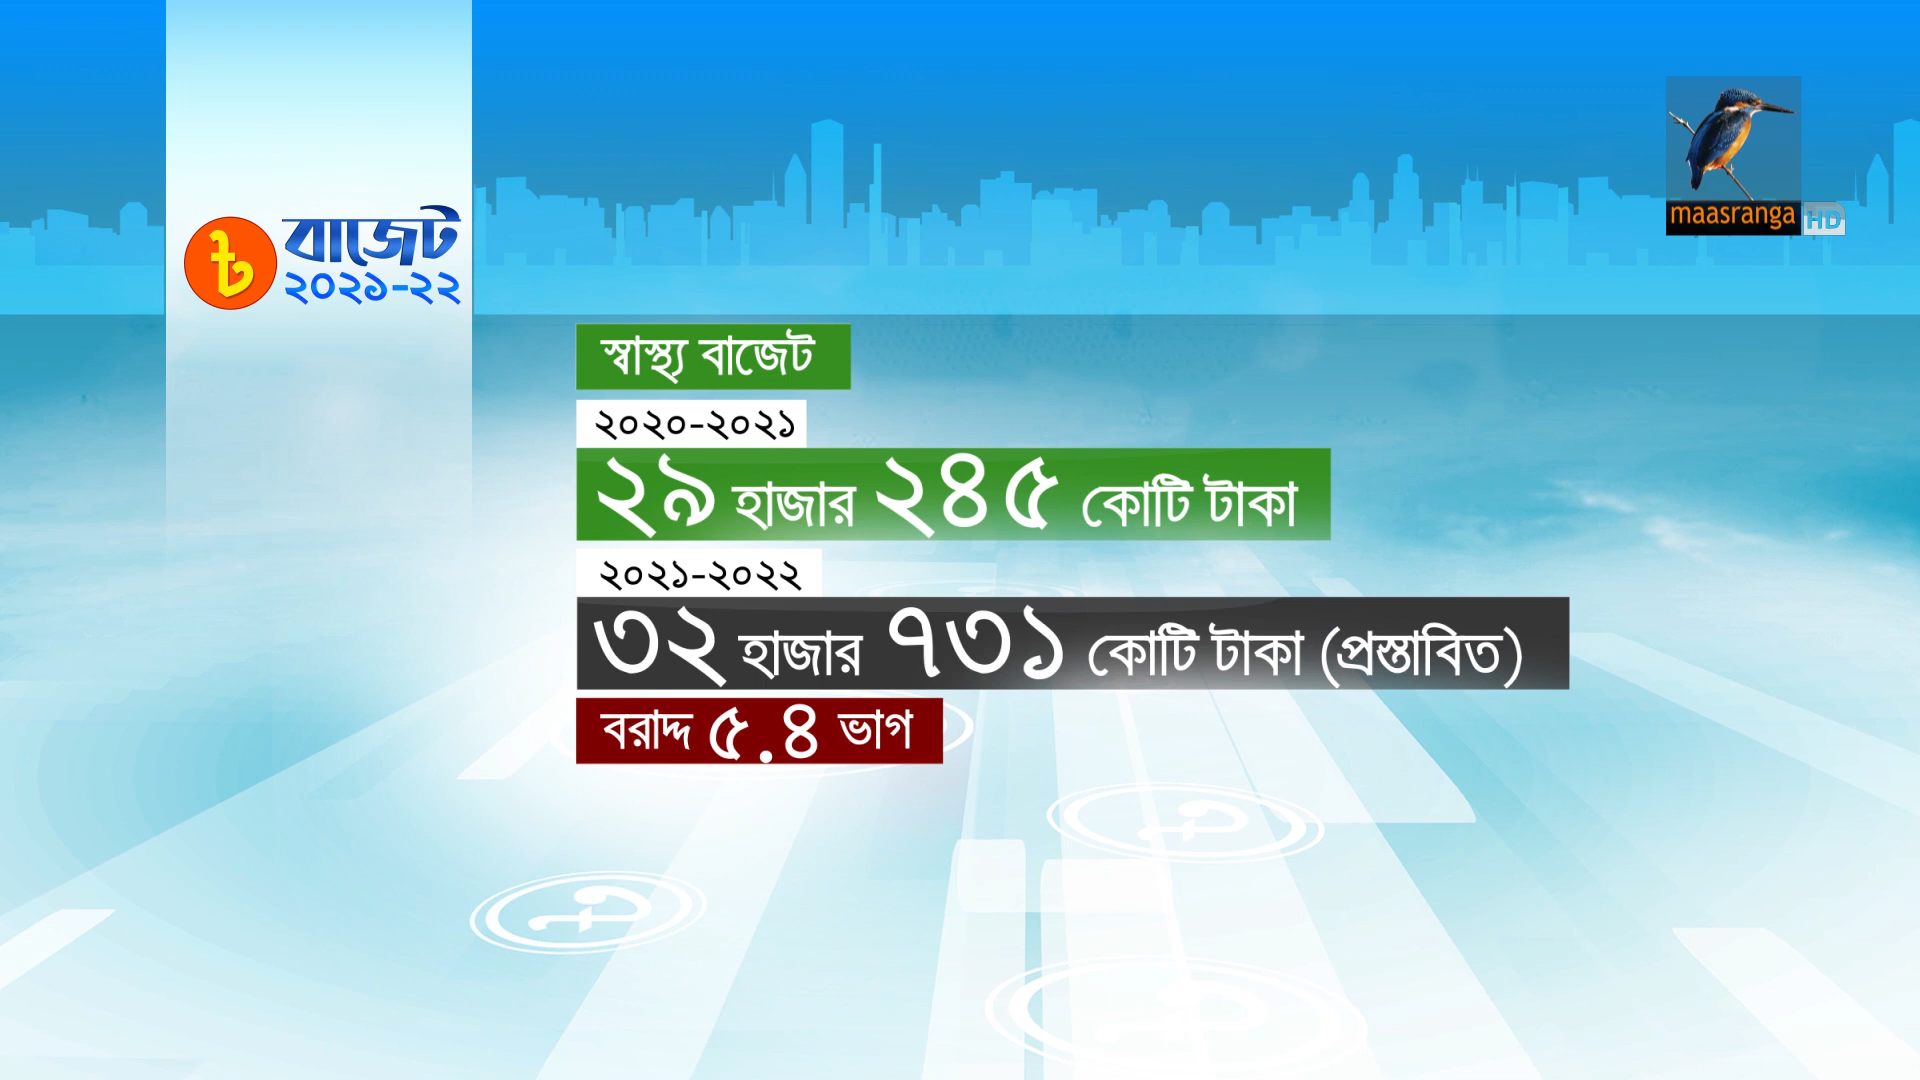 বাজেট
২০২১-২২
maasranga HD
স্বাস্থ্য বাজেট
২০২০-২০২১
২৯ হাজার ২৪৫ কোটি টাকা
২০২১-২০২২
৩২ হাজার ৭৩১ কোটি টাকা (প্রস্তাবিত)
বরাদ্দ ৫.৪ ভাগ